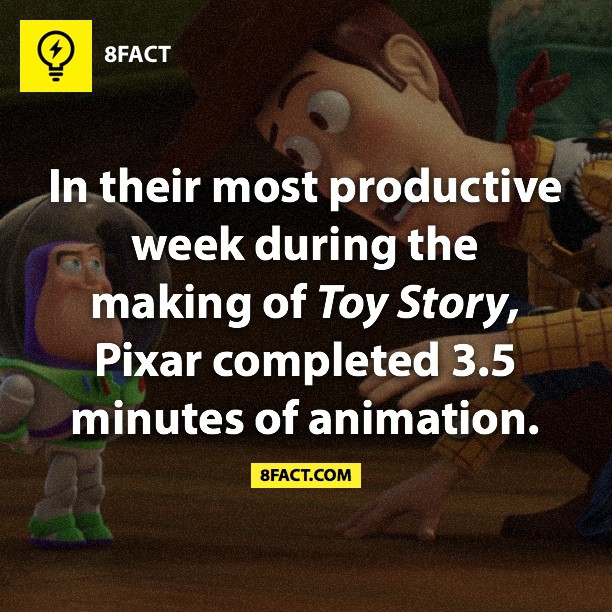 8FACT
In their most productive
week during the
making of Toy Story,
Pixar completed 3.5
minutes of animation.
8FACT.COM